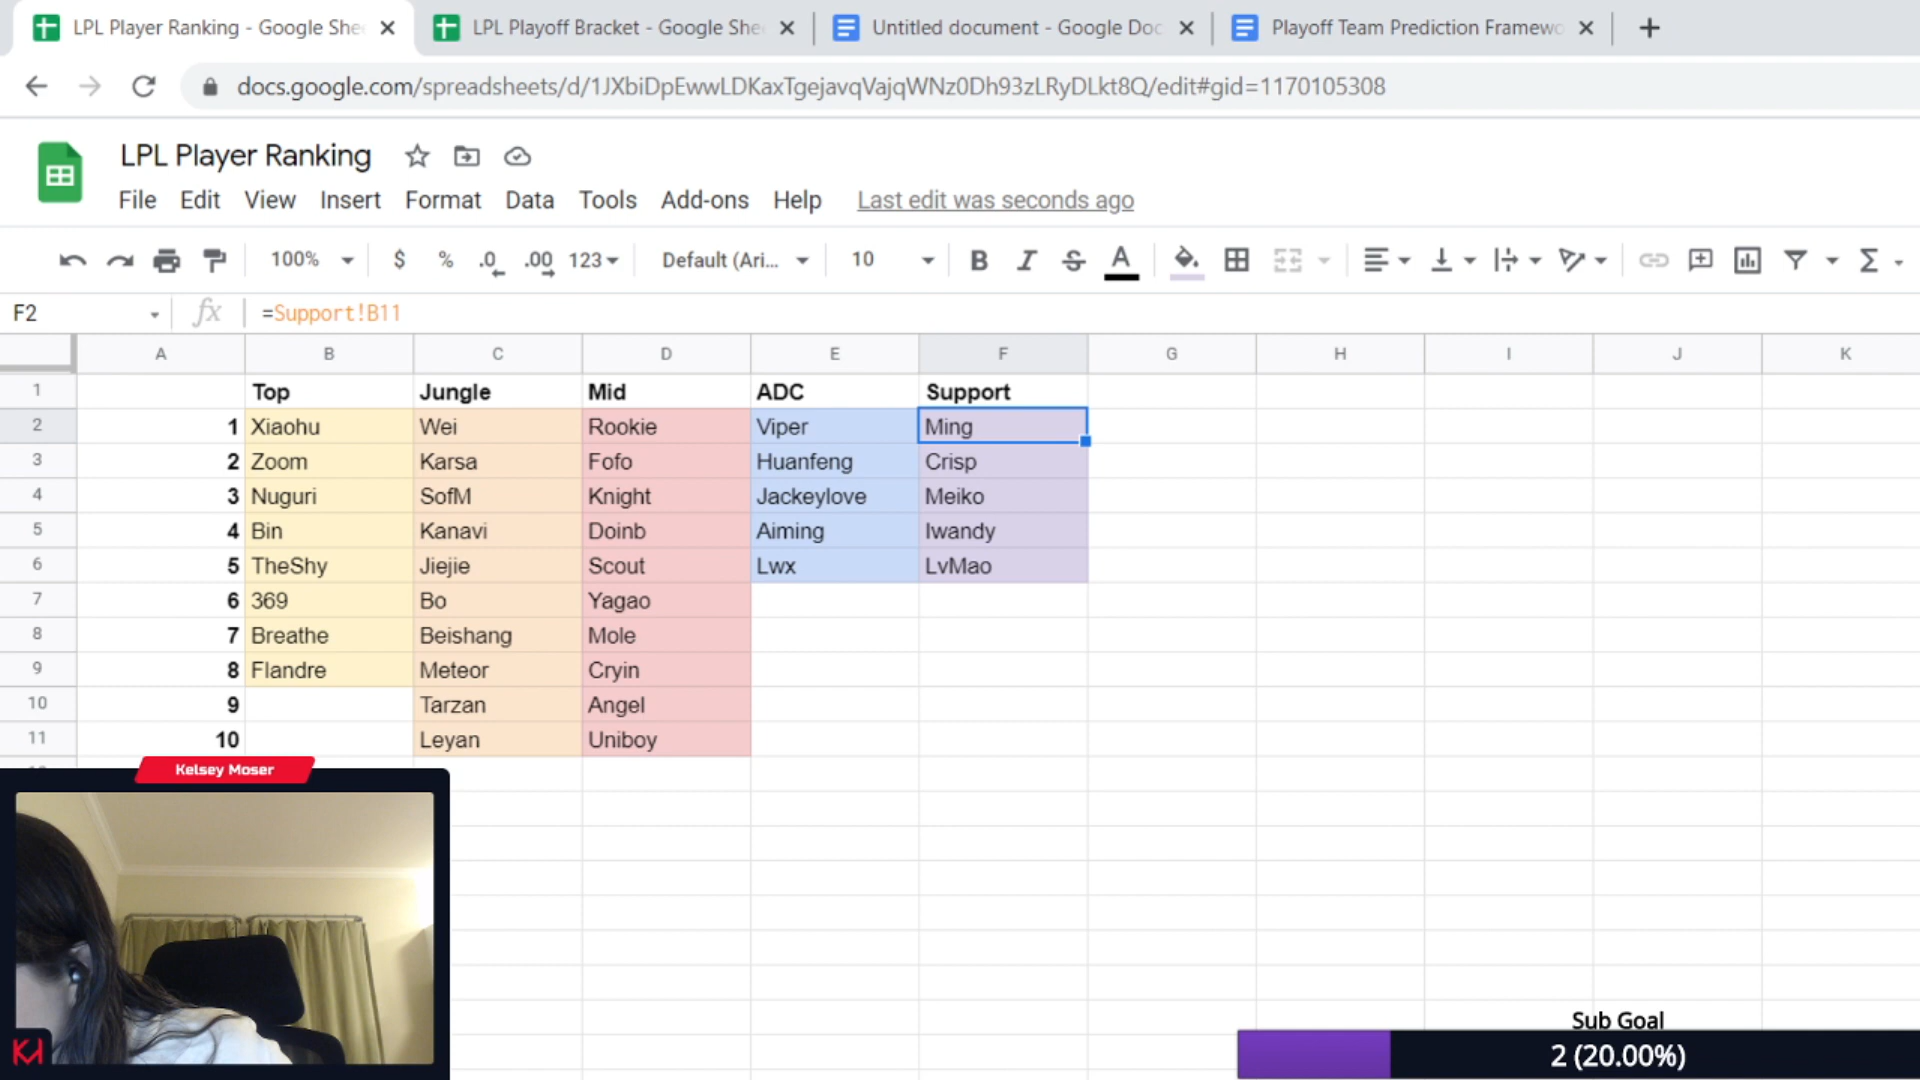 LPL Player Ranking - Google She
LPL Playoff Bracket - Google She
Untitled document - Google Doc
Playoff Team Prediction Framewo
docs.google.com/spreadsheets/d/1JXbiDpEwwLDKaxTgejavqVajqWNz0Dh93zLRyDLkt8Q/edit#gid=1170105308
LPL Player Ranking
File Edit View Insert Format Data Tools Add-ons Help Last edit was seconds ago
100% $ % .0 .00 123 Default (Ari... 10 B I S A Σ
F2 fx =Support!B11
A B C D E F G H I J K
1 Top Jungle Mid ADC Support
2 1 Xiaohu Wei Rookie Viper Ming
3 2 Zoom Karsa Fofo Huanfeng Crisp
4 3 Nuguri SofM Knight Jackeylove Meiko
5 4 Bin Kanavi Doinb Aiming Iwandy
6 5 TheShy Jiejie Scout Lwx LvMao
7 6 369 Bo Yagao
8 7 Breathe Beishang Mole
9 8 Flandre Meteor Cryin
10 9 Tarzan Angel
11 10 Leyan Uniboy
Kelsey Moser
KM
Sub Goal
2 (20.00%)